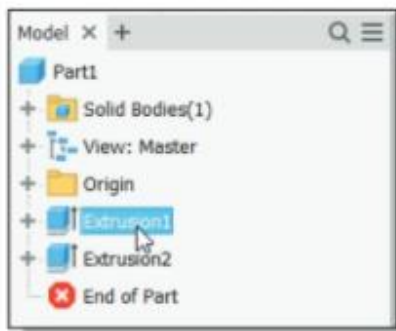 Model × +
Part1
Solid Bodies(1)
View: Master
Origin
Extrusion1
Extrusion2
End of Part